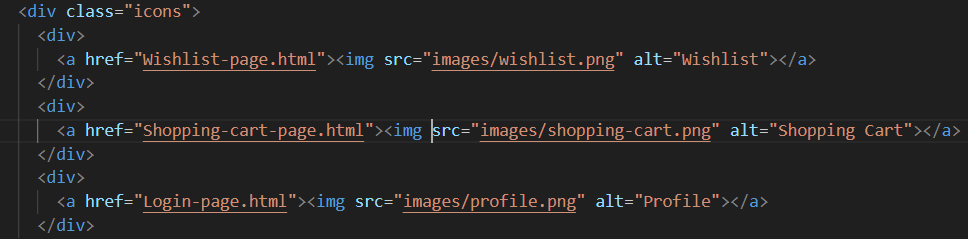 <div class="icons">
<div>
<a href="Wishlist-page.html"><img src="images/wishlist.png" alt="Wishlist"></a>
</div>
<div>
<a href="Shopping-cart-page.html"><img src="images/shopping-cart.png" alt="Shopping Cart"></a>
</div>
<div>
<a href="Login-page.html"><img src="images/profile.png" alt="Profile"></a>
</div>